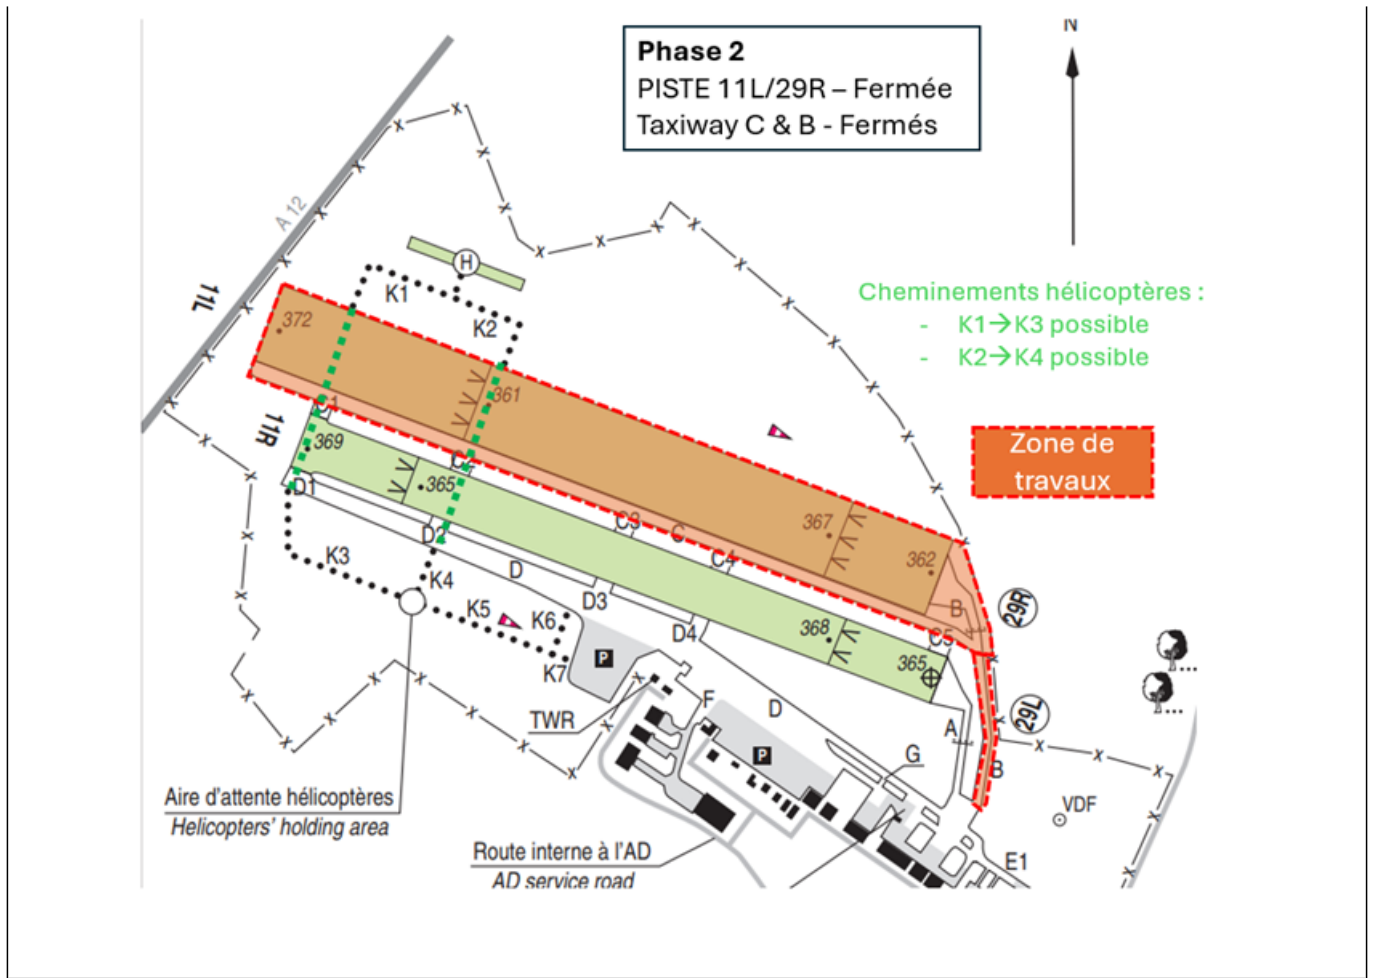 N
Phase 2
PISTE 11L/29R – Fermée
Taxiway C & B - Fermés
A 12
H
K1
K2
11L
372
361
Cheminements hélicoptères :
- K1→K3 possible
- K2→K4 possible
C1
11R
369
C2
365
Zone de
travaux
D1
D2
C3
C
C4
367
362
K3
K4
D
K5
K6
D3
D4
368
B
29R
C5
365
K7
P
TWR
F
D
29L
A
P
G
B
Aire d'attente hélicoptères
Helicopters' holding area
VDF
Route interne à l'AD
AD service road
E1